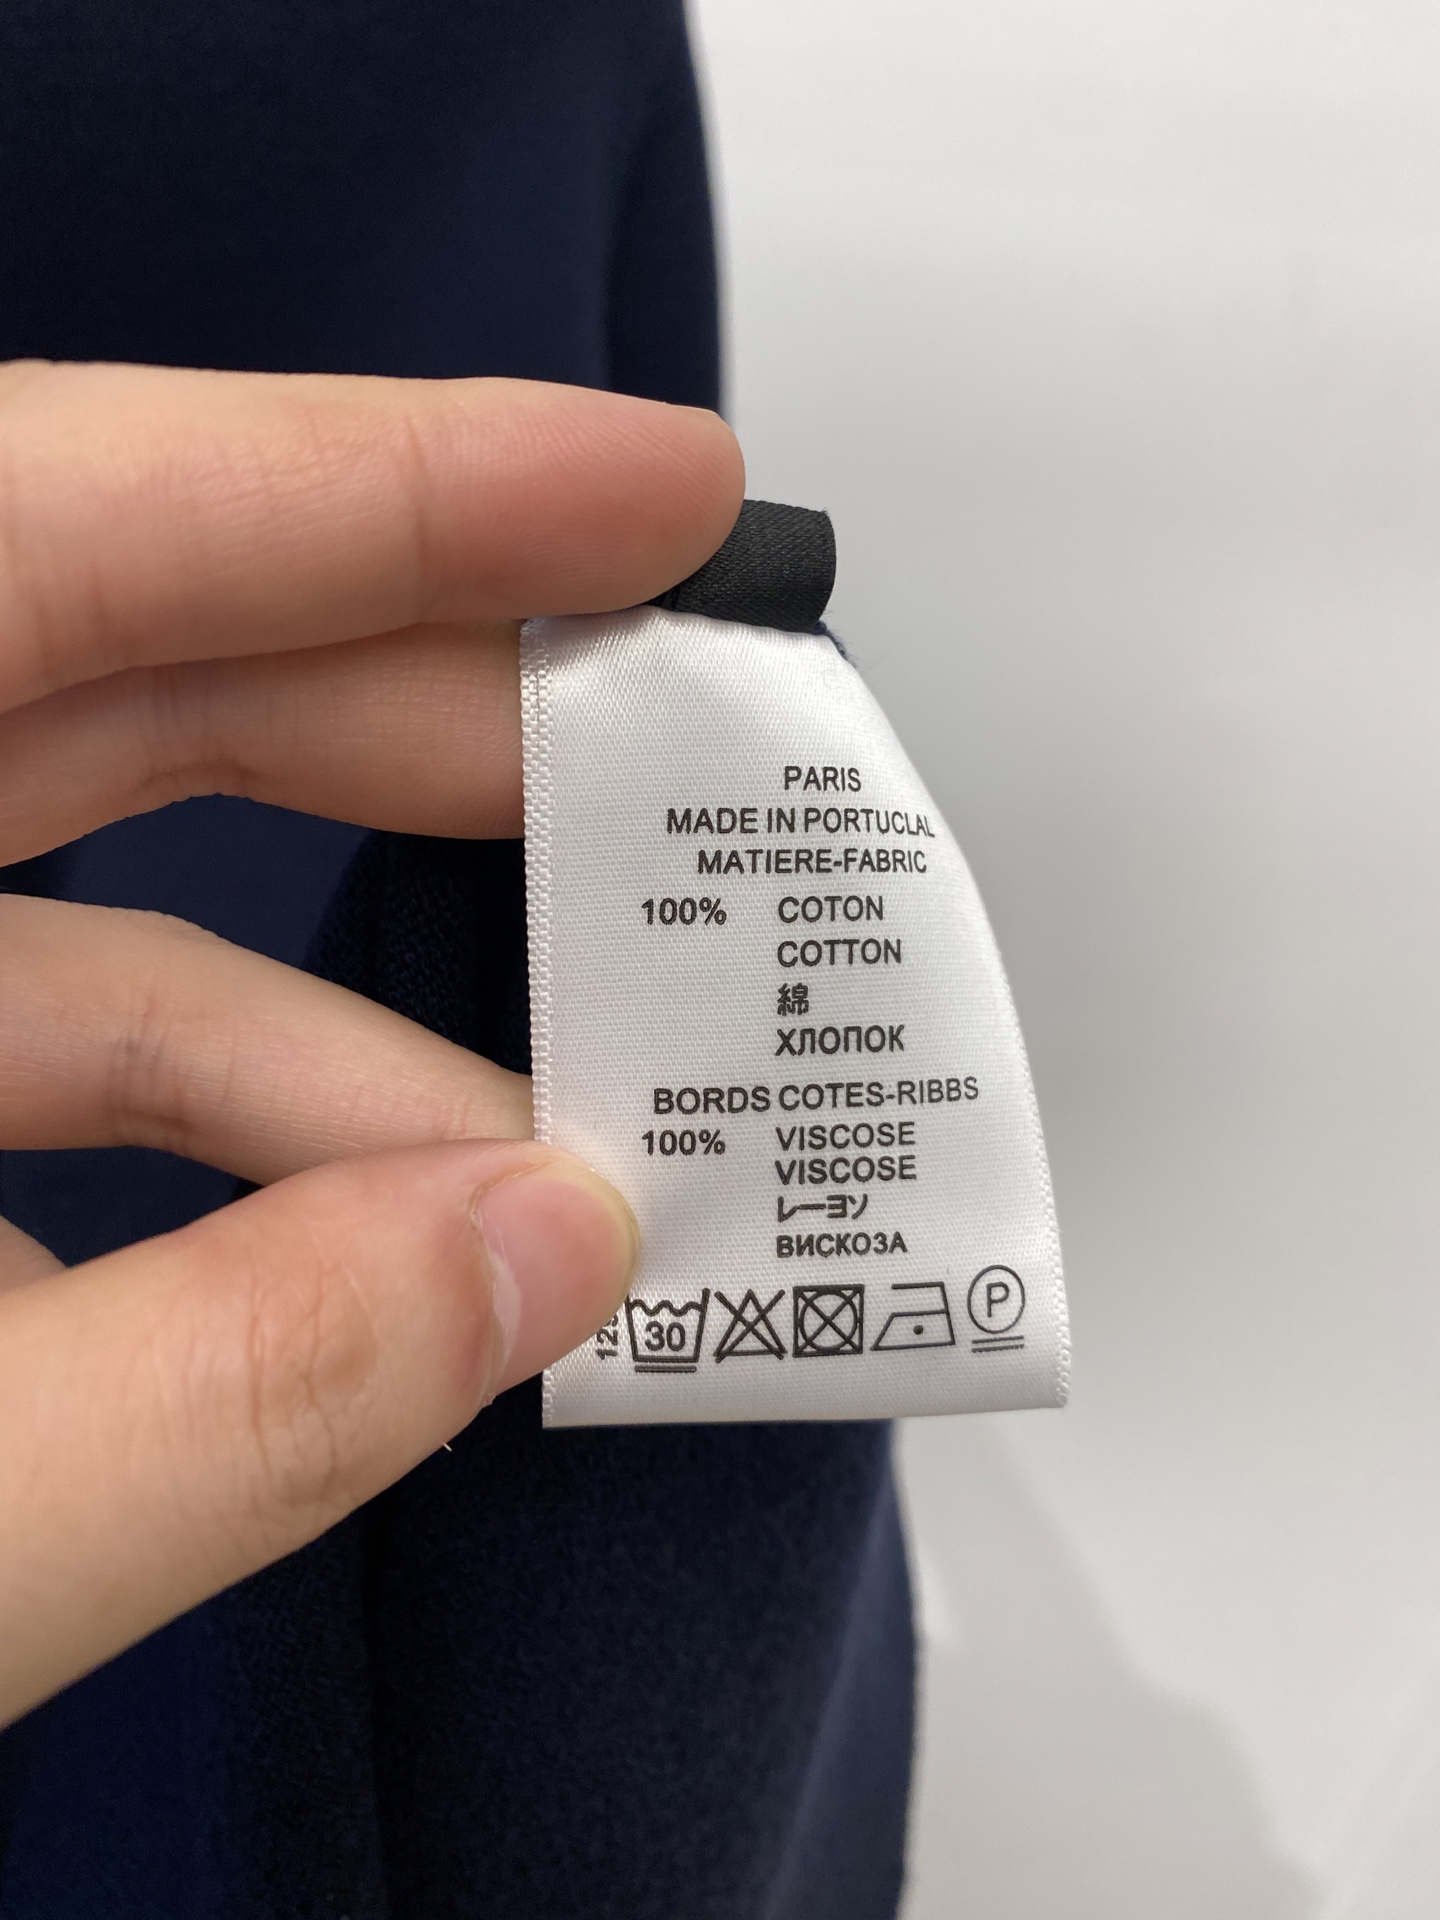 PARIS
MADE IN PORTUCLAL
MATIERE-FABRIC
100% COTON
COTTON
綿
ХЛОПОК
BORDS COTES-RIBBS
100% VISCOSE
VISCOSE
レーヨソ
ВИСКОЗА
30 P